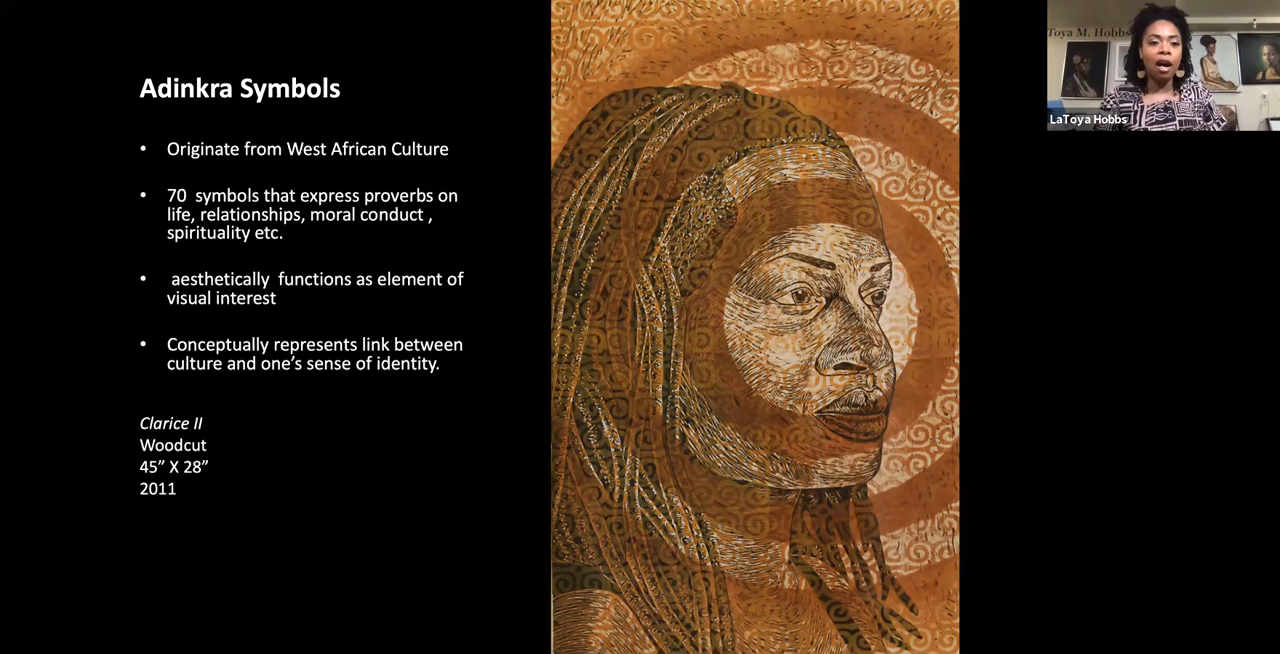 Adinkra Symbols
• Originate from West African Culture
• 70 symbols that express proverbs on
life, relationships, moral conduct ,
spirituality etc.
• aesthetically functions as element of
visual interest
• Conceptually represents link between
culture and one's sense of identity.
Clarice II
Woodcut
45” X 28”
2011
Toya M. Hobbs
LaToya Hobbs